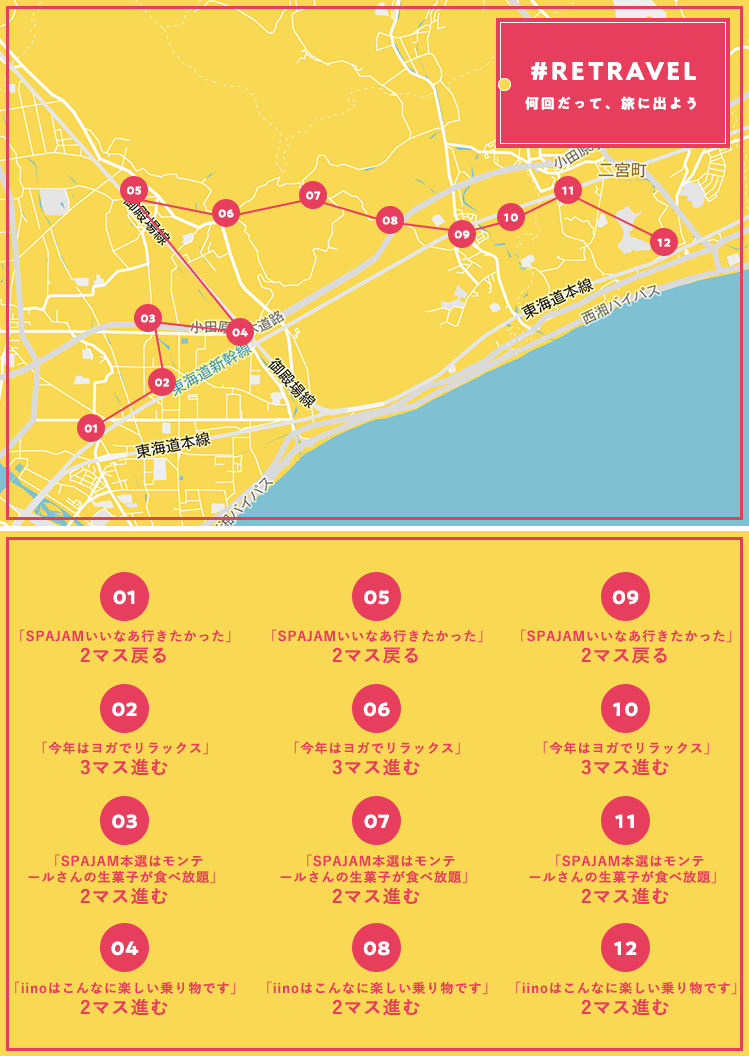 #RETRAVEL
何回だって、旅に出よう
二宮町
05
御殿場線
06
07
08
09
10
11
12
東海道本線
西湘バイパス
03
04
東海道新幹線
御殿場線
02
01
東海道本線
01
「SPAJAMいいなあ行きたかった」
2マス戻る
05
「SPAJAMいいなあ行きたかった」
2マス戻る
09
「SPAJAMいいなあ行きたかった」
2マス戻る
02
「今年はヨガでリラックス」
3マス進む
06
「今年はヨガでリラックス」
3マス進む
10
「今年はヨガでリラックス」
3マス進む
03
「SPAJAM本選はモンテ
ールさんの生菓子が食べ放題」
2マス進む
07
「SPAJAM本選はモンテ
ールさんの生菓子が食べ放題」
2マス進む
11
「SPAJAM本選はモンテ
ールさんの生菓子が食べ放題」
2マス進む
04
「iinoはこんなに楽しい乗り物です」
2マス進む
08
「iinoはこんなに楽しい乗り物です」
2マス進む
12
「iinoはこんなに楽しい乗り物です」
2マス進む